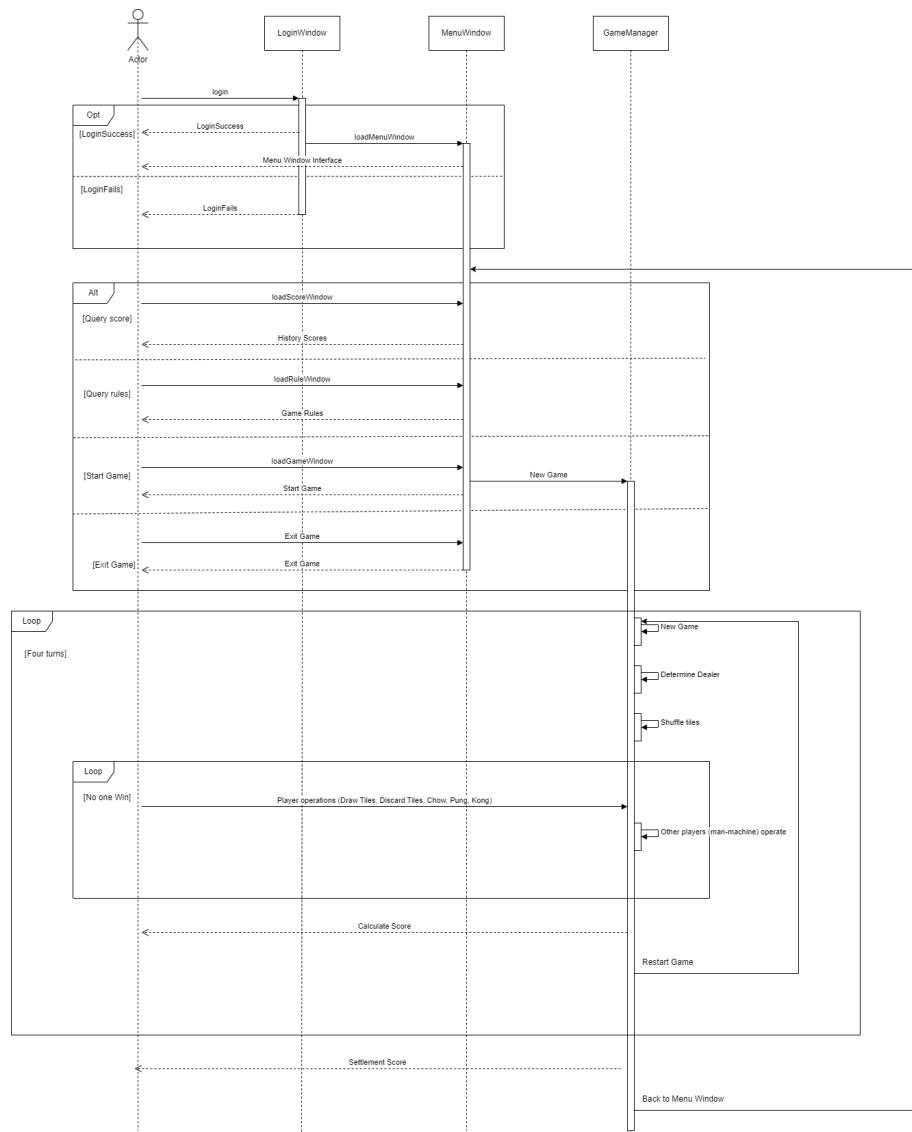 LoginWindow
MenuWindow
GameManager
Actor
login
Opt
LoginSuccess
[LoginSuccess]
loadMenuWindow
Menu Window Interface
[LoginFails]
LoginFails
Alt
loadScoreWindow
[Query score]
History Scores
loadRuleWindow
[Query rules]
Game Rules
loadGameWindow
[Start Game]
New Game
Start Game
Exit Game
[Exit Game]
Exit Game
Loop
New Game
[Four turns]
Determine Dealer
Shuffle tiles
Loop
[No one Win]
Player operations (Draw Tiles, Discard Tiles, Chow, Pung, Kong)
Other players (man-machine) operate
Calculate Score
Restart Game
Settlement Score
Back to Menu Window